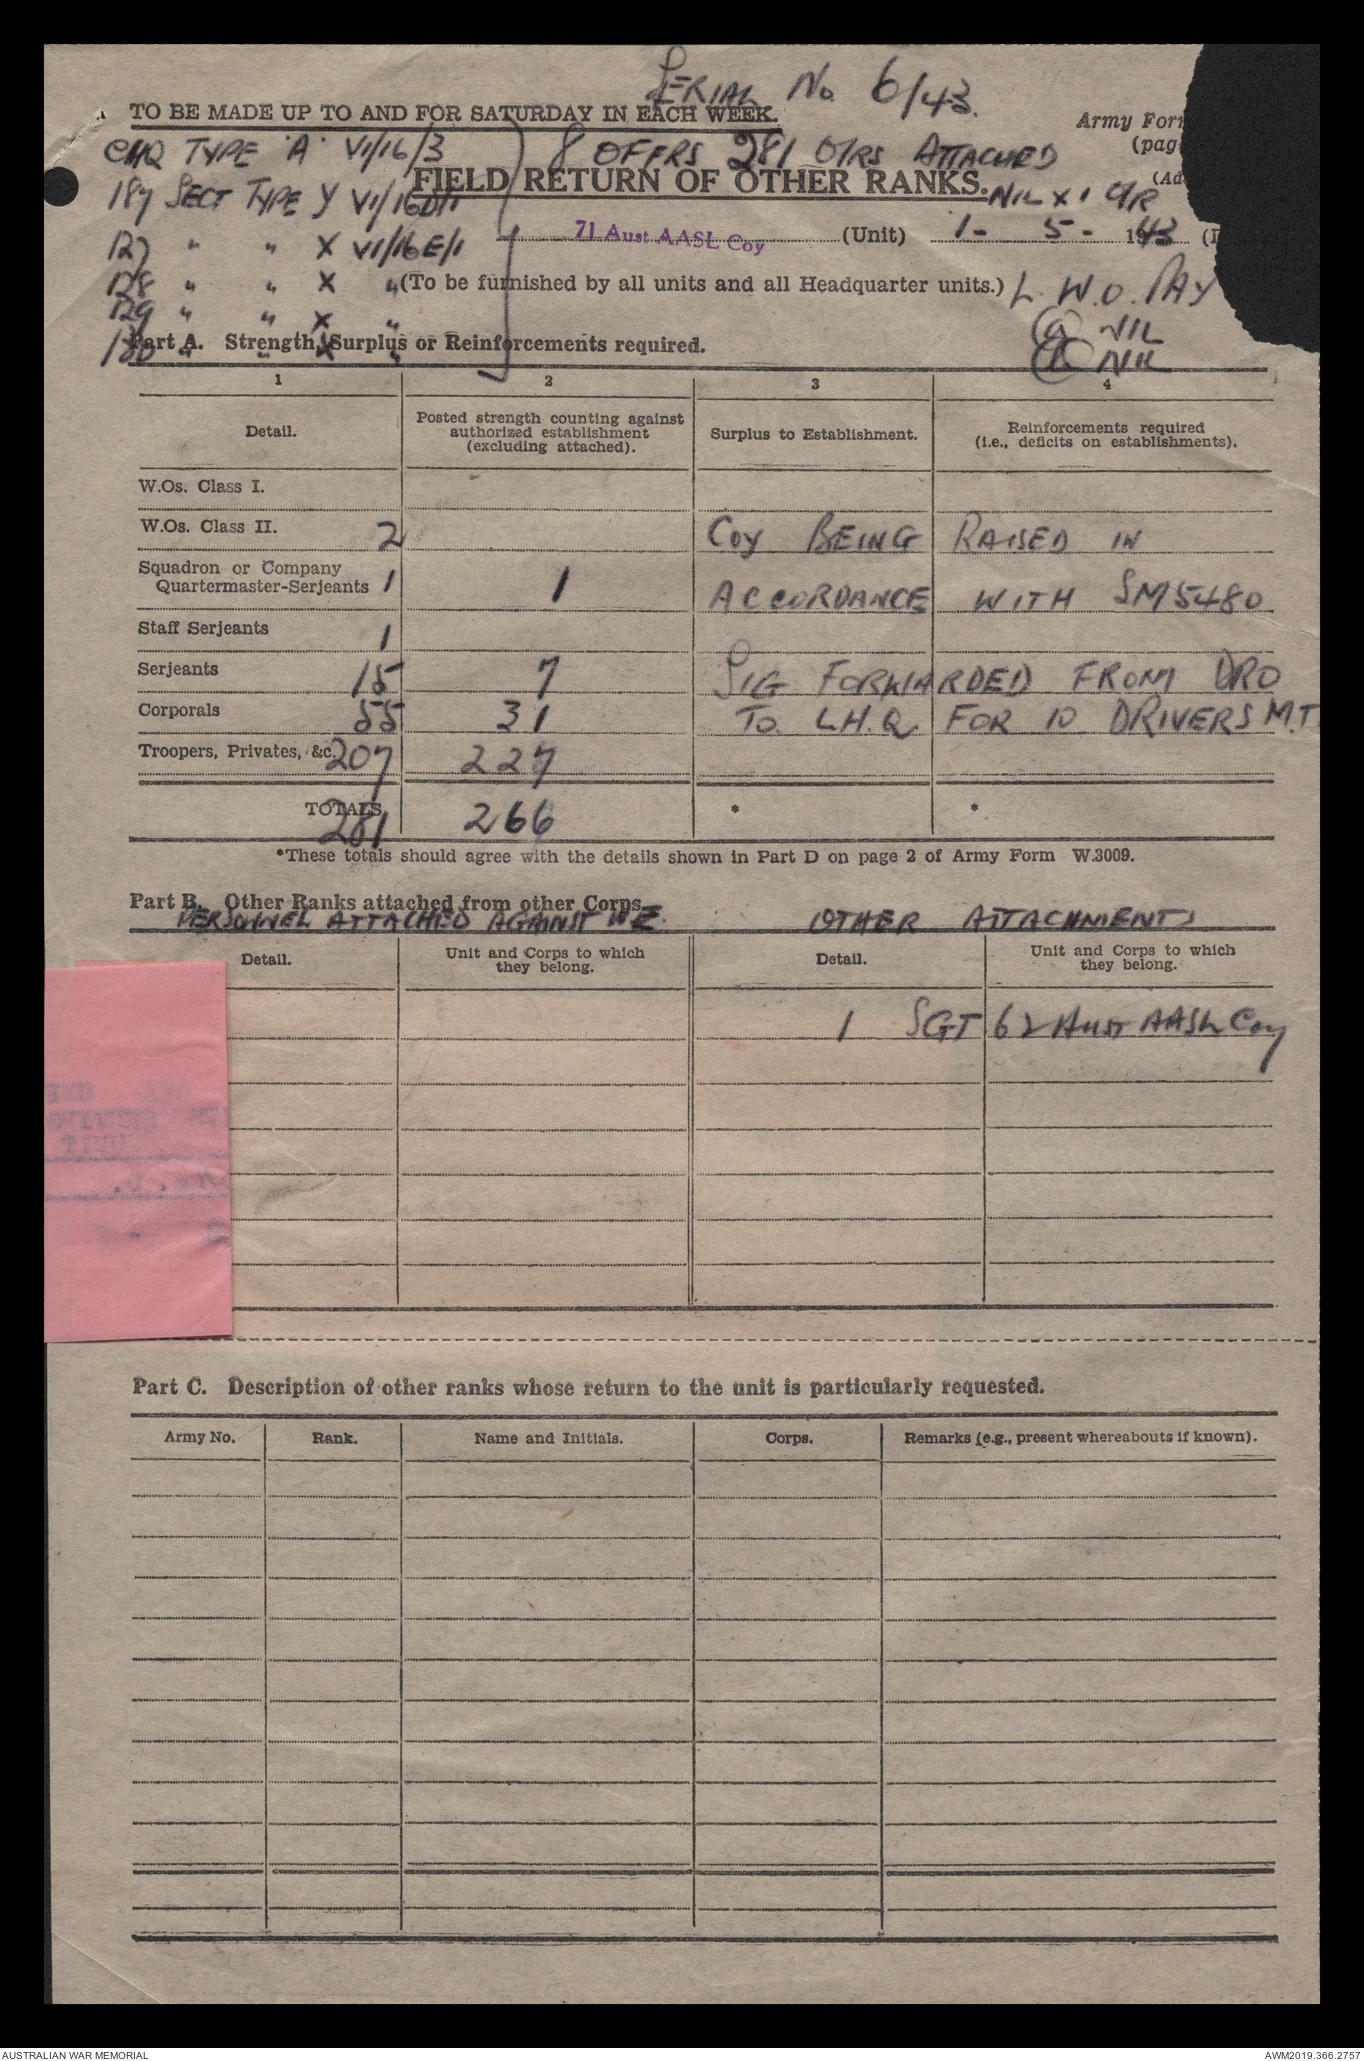 SERIAL No. 6/43.
TO BE MADE UP TO AND FOR SATURDAY IN EACH WEEK.
Army For
(pag
CHQ TYPE 'A' VI/16/3
8 OFFRS 281 O/RS ATTACHED
FIELD RETURN OF OTHER RANKS.
(Ad
187 SECT TYPE Y VI/16D/1
NIL X 1 O/R
71 Aust AASL Coy (Unit) 1 - 5 - 1943
127 " " X VI/16E/1
128 " " X "
(To be furnished by all units and all Headquarter units.)
L.W.O. PAY
129 " " X "
(a) NIL
130 " " X "
Part A. Strength, Surplus or Reinforcements required.
NIL
1 2 3 4
Detail.
Posted strength counting against authorized establishment (excluding attached).
Surplus to Establishment.
Reinforcements required (i.e., deficits on establishments).
W.Os. Class I.
W.Os. Class II. 2 COY BEING RAISED IN
Squadron or Company
Quartermaster-Serjeants 1 1 ACCORDANCE WITH SM5480
Staff Serjeants 1
Serjeants 15 7 SIG FORWARDED FROM DRO
Corporals 55 31 TO L.H.Q FOR 10 DRIVERS M.T
Troopers, Privates, &c. 207 227
TOTALS 281 266 * *
*These totals should agree with the details shown in Part D on page 2 of Army Form W.3009.
Part B. Other Ranks attached from other Corps.
PERSONNEL ATTACHED AGAINST WE OTHER ATTACHMENTS
Detail.
Unit and Corps to which they belong.
Detail.
Unit and Corps to which they belong.
1 SGT 62 Aust AASL Coy
Part C. Description of other ranks whose return to the unit is particularly requested.
Army No. Rank. Name and Initials. Corps. Remarks (e.g., present whereabouts if known).
AUSTRALIAN WAR MEMORIAL
AWM2019.366.2757